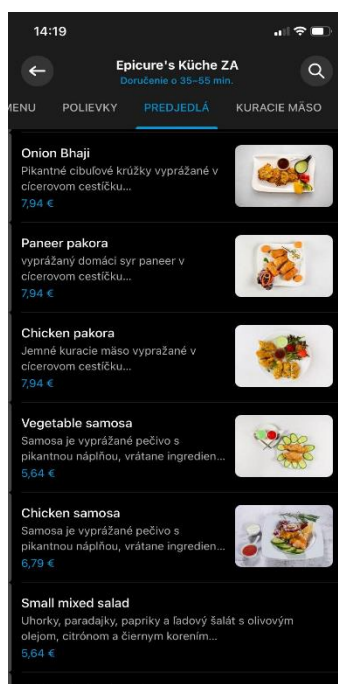 14:19
Epicure's Küche ZA
Doručenie o 35–55 min.
MENU POLIEVKY PREDJEDLÁ KURACIE MÄSO
Onion Bhaji
Pikantné cibuľové krúžky vyprážané v
cícerovom cestíčku...
7,94 €
Paneer pakora
vyprážaný domáci syr paneer v
cícerovom cestíčku...
7,94 €
Chicken pakora
Jemné kuracie mäso vypražané v
cícerovom cestíčku...
7,94 €
Vegetable samosa
Samosa je vyprážané pečivo s
pikantnou náplňou, vrátane ingredien...
5,64 €
Chicken samosa
Samosa je vyprážané pečivo s
pikantnou náplňou, vrátane ingredien...
6,79 €
Small mixed salad
Uhorky, paradajky, papriky a ľadový šalát s olivovým
olejom, citrónom a čiernym korením...
5,64 €